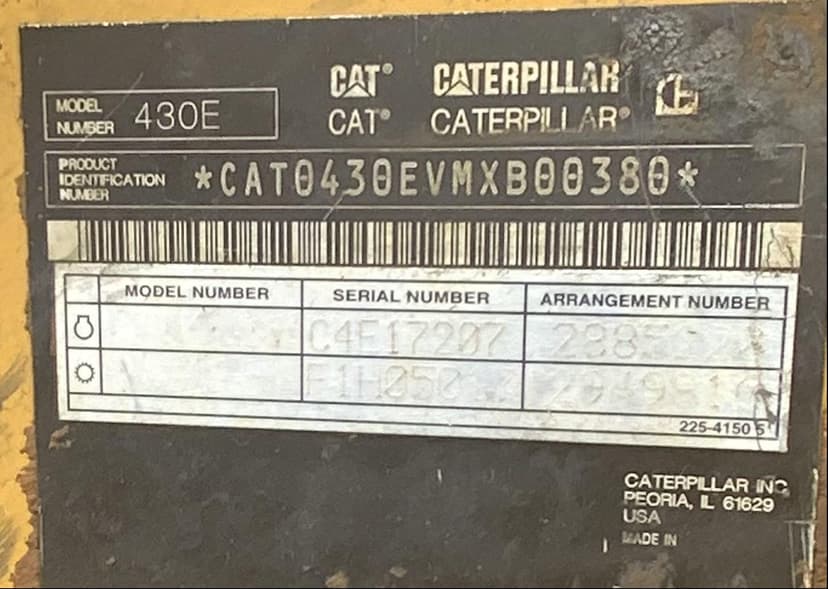 CAT® CATERPILLAR
MODEL NUMBER 430E CAT® CATERPILLAR®
PRODUCT IDENTIFICATION NUMBER *CAT0430EVMXB00380*
MODEL NUMBER SERIAL NUMBER ARRANGEMENT NUMBER
C4E17207
225-4150 5
CATERPILLAR INC
PEORIA, IL 61629
USA
MADE IN